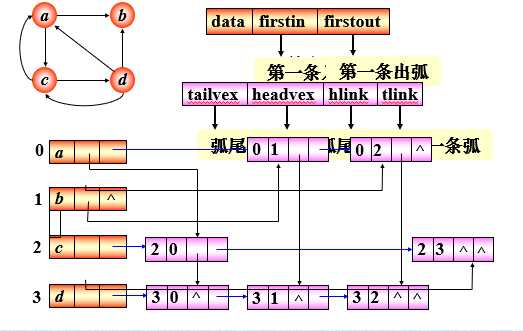 a b
data firstin firstout
第一条 第一条出弧
c d
tailvex headvex hlink tlink
弧尾 弧尾 一条弧
0 a 0 1 0 2 ^
1 b ^
2 c 2 0 2 3 ^ ^
3 d 3 0 ^ 3 1 ^ 3 2 ^ ^